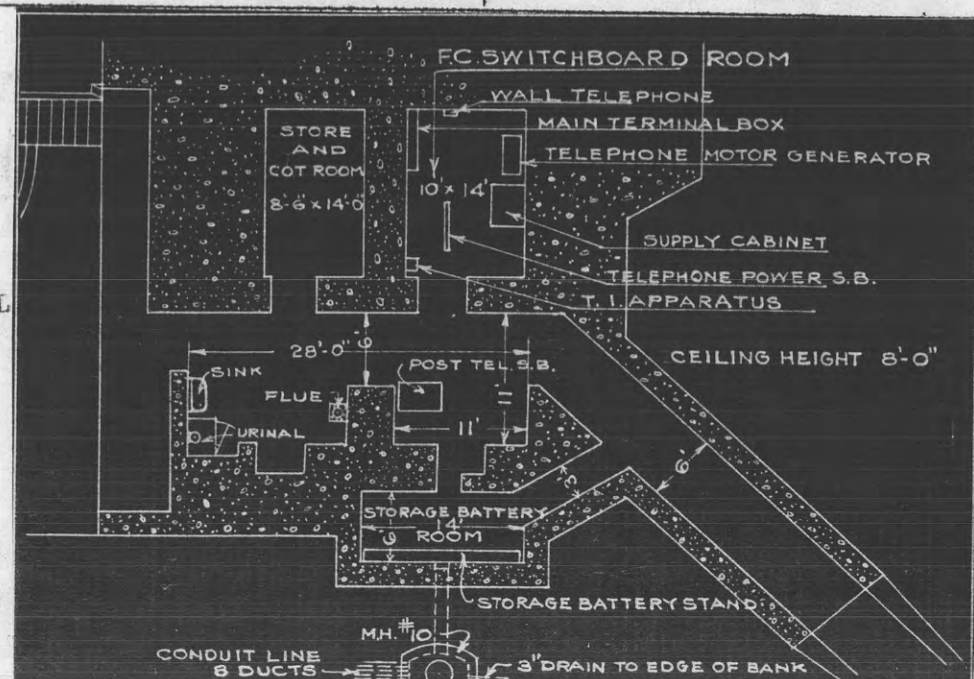 F.C. SWITCHBOARD ROOM
WALL TELEPHONE
MAIN TERMINAL BOX
TELEPHONE MOTOR GENERATOR
STORE
AND
COT ROOM
8'-6" x 14'-0"
10' x 14'
SUPPLY CABINET
TELEPHONE POWER S.B.
T.I. APPARATUS
L
28'-0"
6'
CEILING HEIGHT 8'-0"
SINK
POST TEL. S.B.
FLUE
11'
URINAL
11'
6'
3'
STORAGE BATTERY
14'
ROOM
6'
STORAGE BATTERY STAND
M.H. #10
CONDUIT LINE
8 DUCTS
3" DRAIN TO EDGE OF BANK